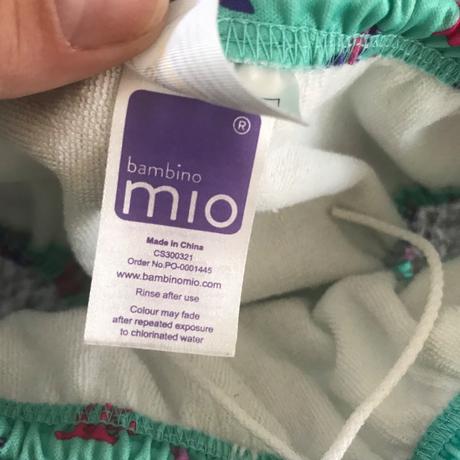 ®
bambino
mio
Made in China
CS300321
Order No.PO-0001445
www.bambinomio.com
Rinse after use
Colour may fade
after repeated exposure
to chlorinated water